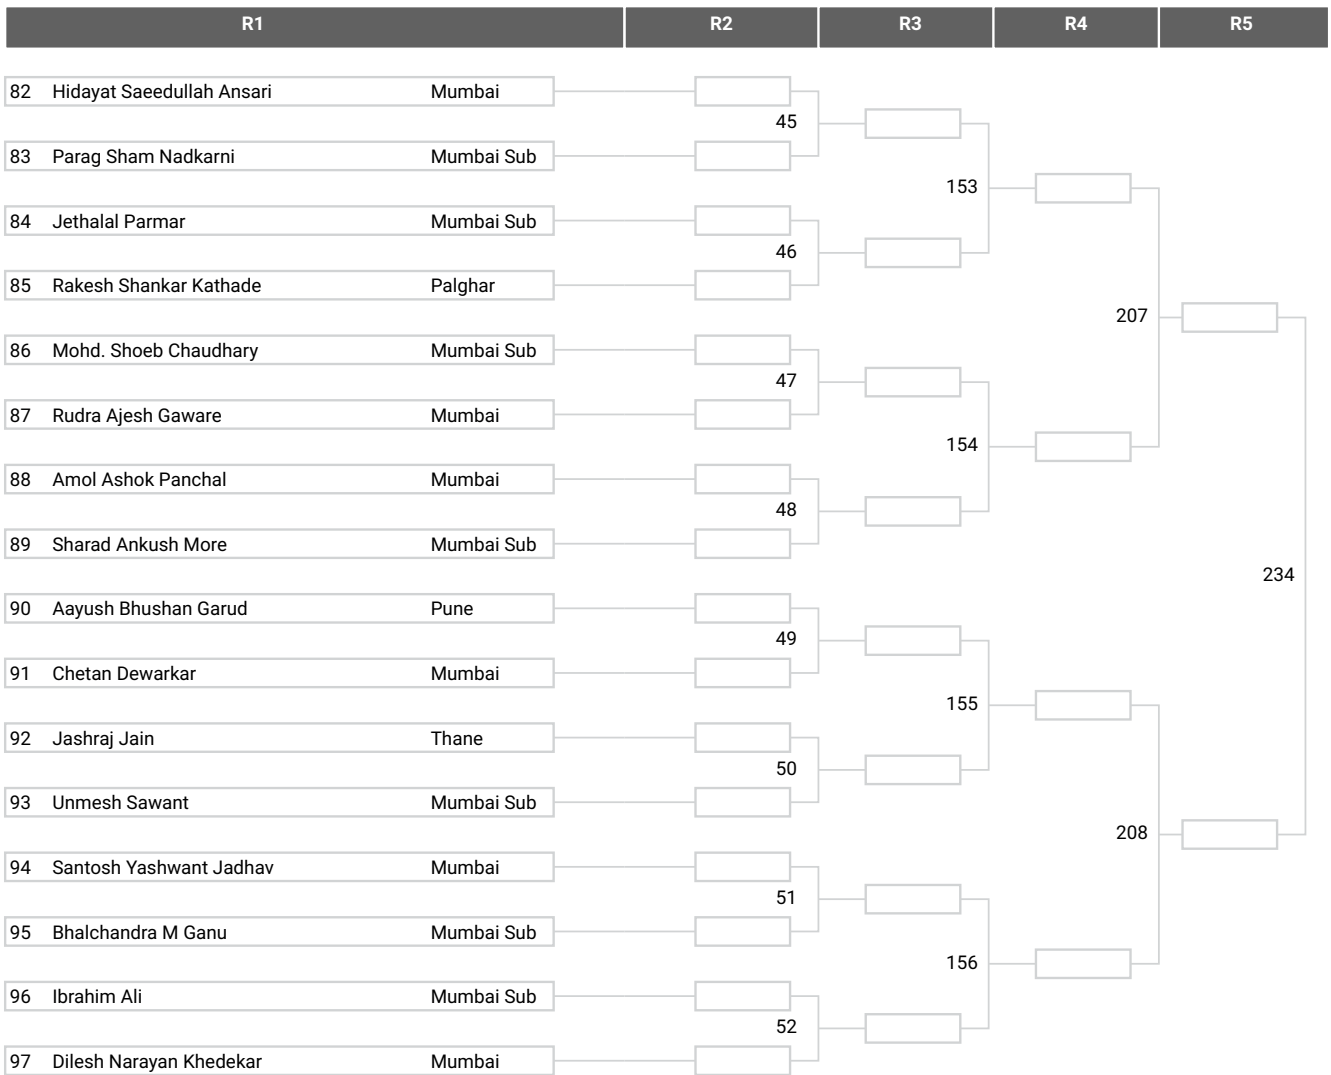 R1 R2 R3 R4 R5
82 Hidayat Saeedullah Ansari Mumbai
45
83 Parag Sham Nadkarni Mumbai Sub
153
84 Jethalal Parmar Mumbai Sub
46
85 Rakesh Shankar Kathade Palghar
207
86 Mohd. Shoeb Chaudhary Mumbai Sub
47
87 Rudra Ajesh Gaware Mumbai
154
88 Amol Ashok Panchal Mumbai
48
89 Sharad Ankush More Mumbai Sub
234
90 Aayush Bhushan Garud Pune
49
91 Chetan Dewarkar Mumbai
155
92 Jashraj Jain Thane
50
93 Unmesh Sawant Mumbai Sub
208
94 Santosh Yashwant Jadhav Mumbai
51
95 Bhalchandra M Ganu Mumbai Sub
156
96 Ibrahim Ali Mumbai Sub
52
97 Dilesh Narayan Khedekar Mumbai